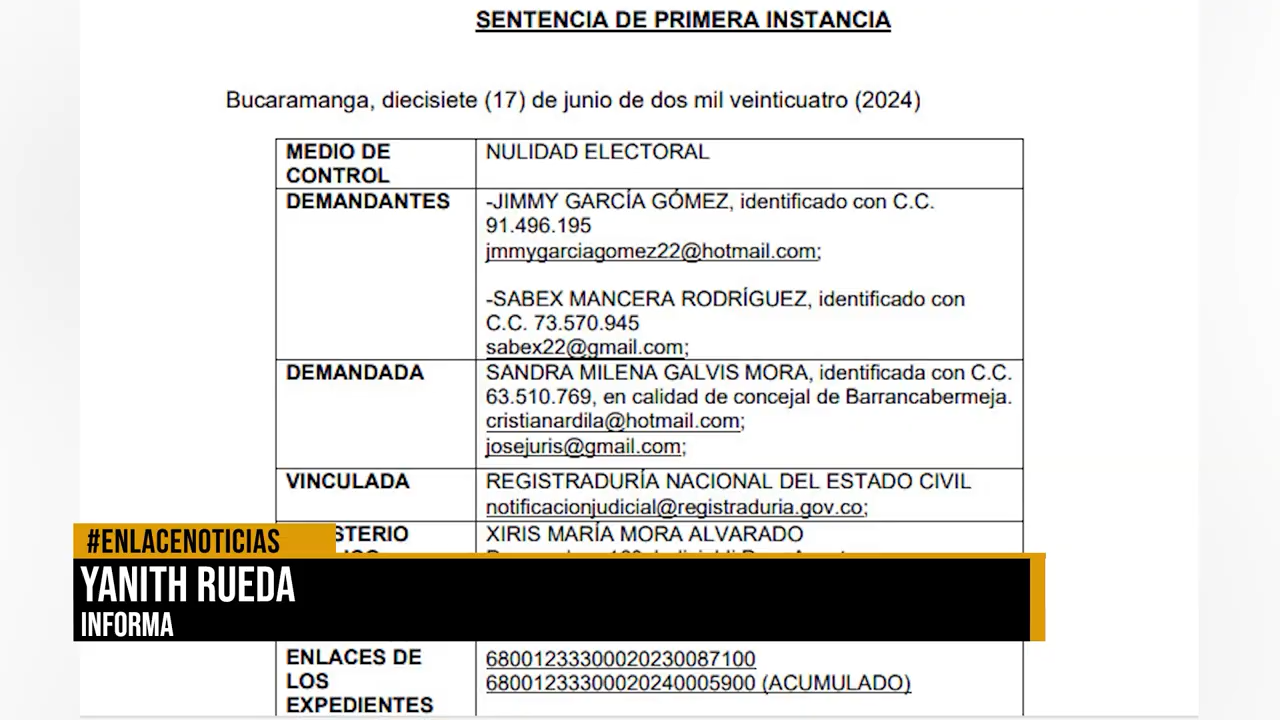 SENTENCIA DE PRIMERA INSTANCIA
Bucaramanga, diecisiete (17) de junio de dos mil veinticuatro (2024)
MEDIO DE
CONTROL
NULIDAD ELECTORAL
DEMANDANTES
-JIMMY GARCÍA GÓMEZ, identificado con C.C.
91.496.195
jmmygarciagomez22@hotmail.com;
-SABEX MANCERA RODRÍGUEZ, identificado con
C.C. 73.570.945
sabex22@gmail.com;
DEMANDADA
SANDRA MILENA GALVIS MORA, identificada con C.C.
63.510.769, en calidad de concejal de Barrancabermeja.
cristianardila@hotmail.com;
josejuris@gmail.com;
VINCULADA
REGISTRADURÍA NACIONAL DEL ESTADO CIVIL
notificacionjudicial@registraduria.gov.co;
STERIO
XIRIS MARÍA MORA ALVARADO
#ENLACENOTICIAS
YANITH RUEDA
INFORMA
ENLACES DE
LOS
EXPEDIENTES
68001233300020230087100
68001233300020240005900 (ACUMULADO)